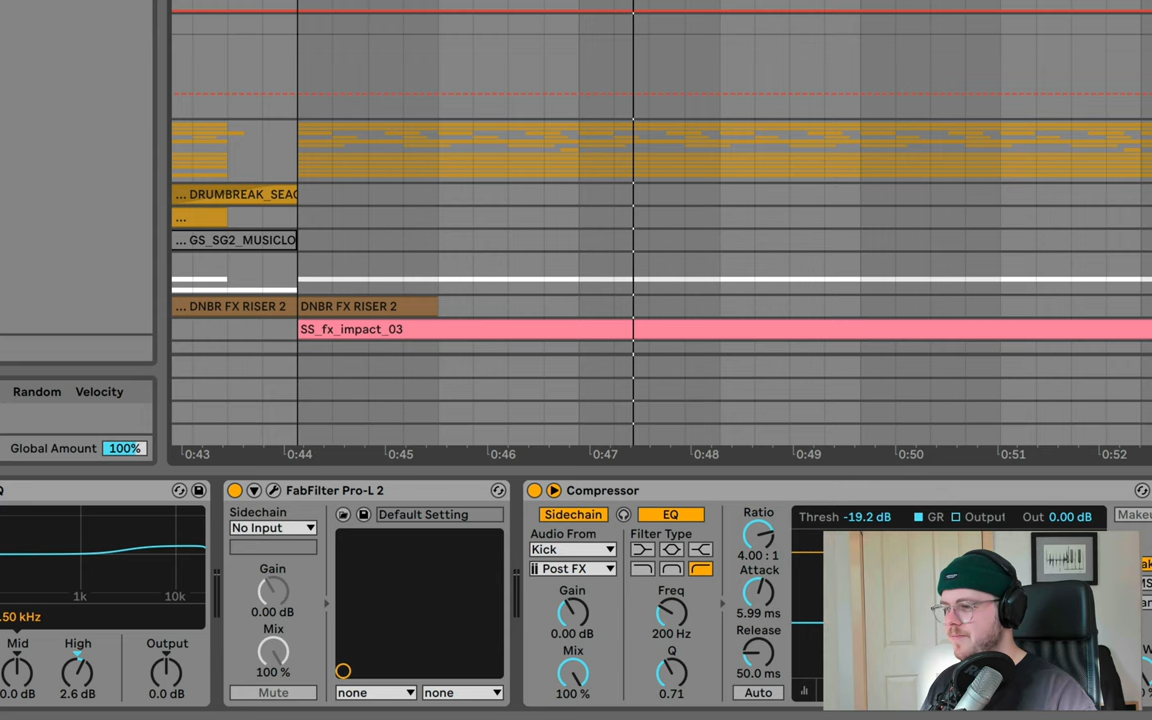 ... DRUMBREAK_SEAG
...
... GS_SG2_MUSICLO
... DNBR FX RISER 2
DNBR FX RISER 2
SS_fx_impact_03
Random
Velocity
Global Amount
100%
0:43
0:44
0:45
0:46
0:47
0:48
0:49
0:50
0:51
0:52
Q
1k
10k
.50 kHz
Mid
0.0 dB
High
2.6 dB
Output
0.0 dB
FabFilter Pro-L 2
Sidechain
No Input
Gain
0.00 dB
Mix
100 %
Mute
Default Setting
none
none
Compressor
Sidechain
EQ
Audio From
Kick
Post FX
Gain
0.00 dB
Mix
100 %
Filter Type
Freq
200 Hz
Q
0.71
Ratio
4.00 : 1
Attack
5.99 ms
Release
50.0 ms
Auto
Thresh -19.2 dB
GR
Output
Out 0.00 dB
Makeu